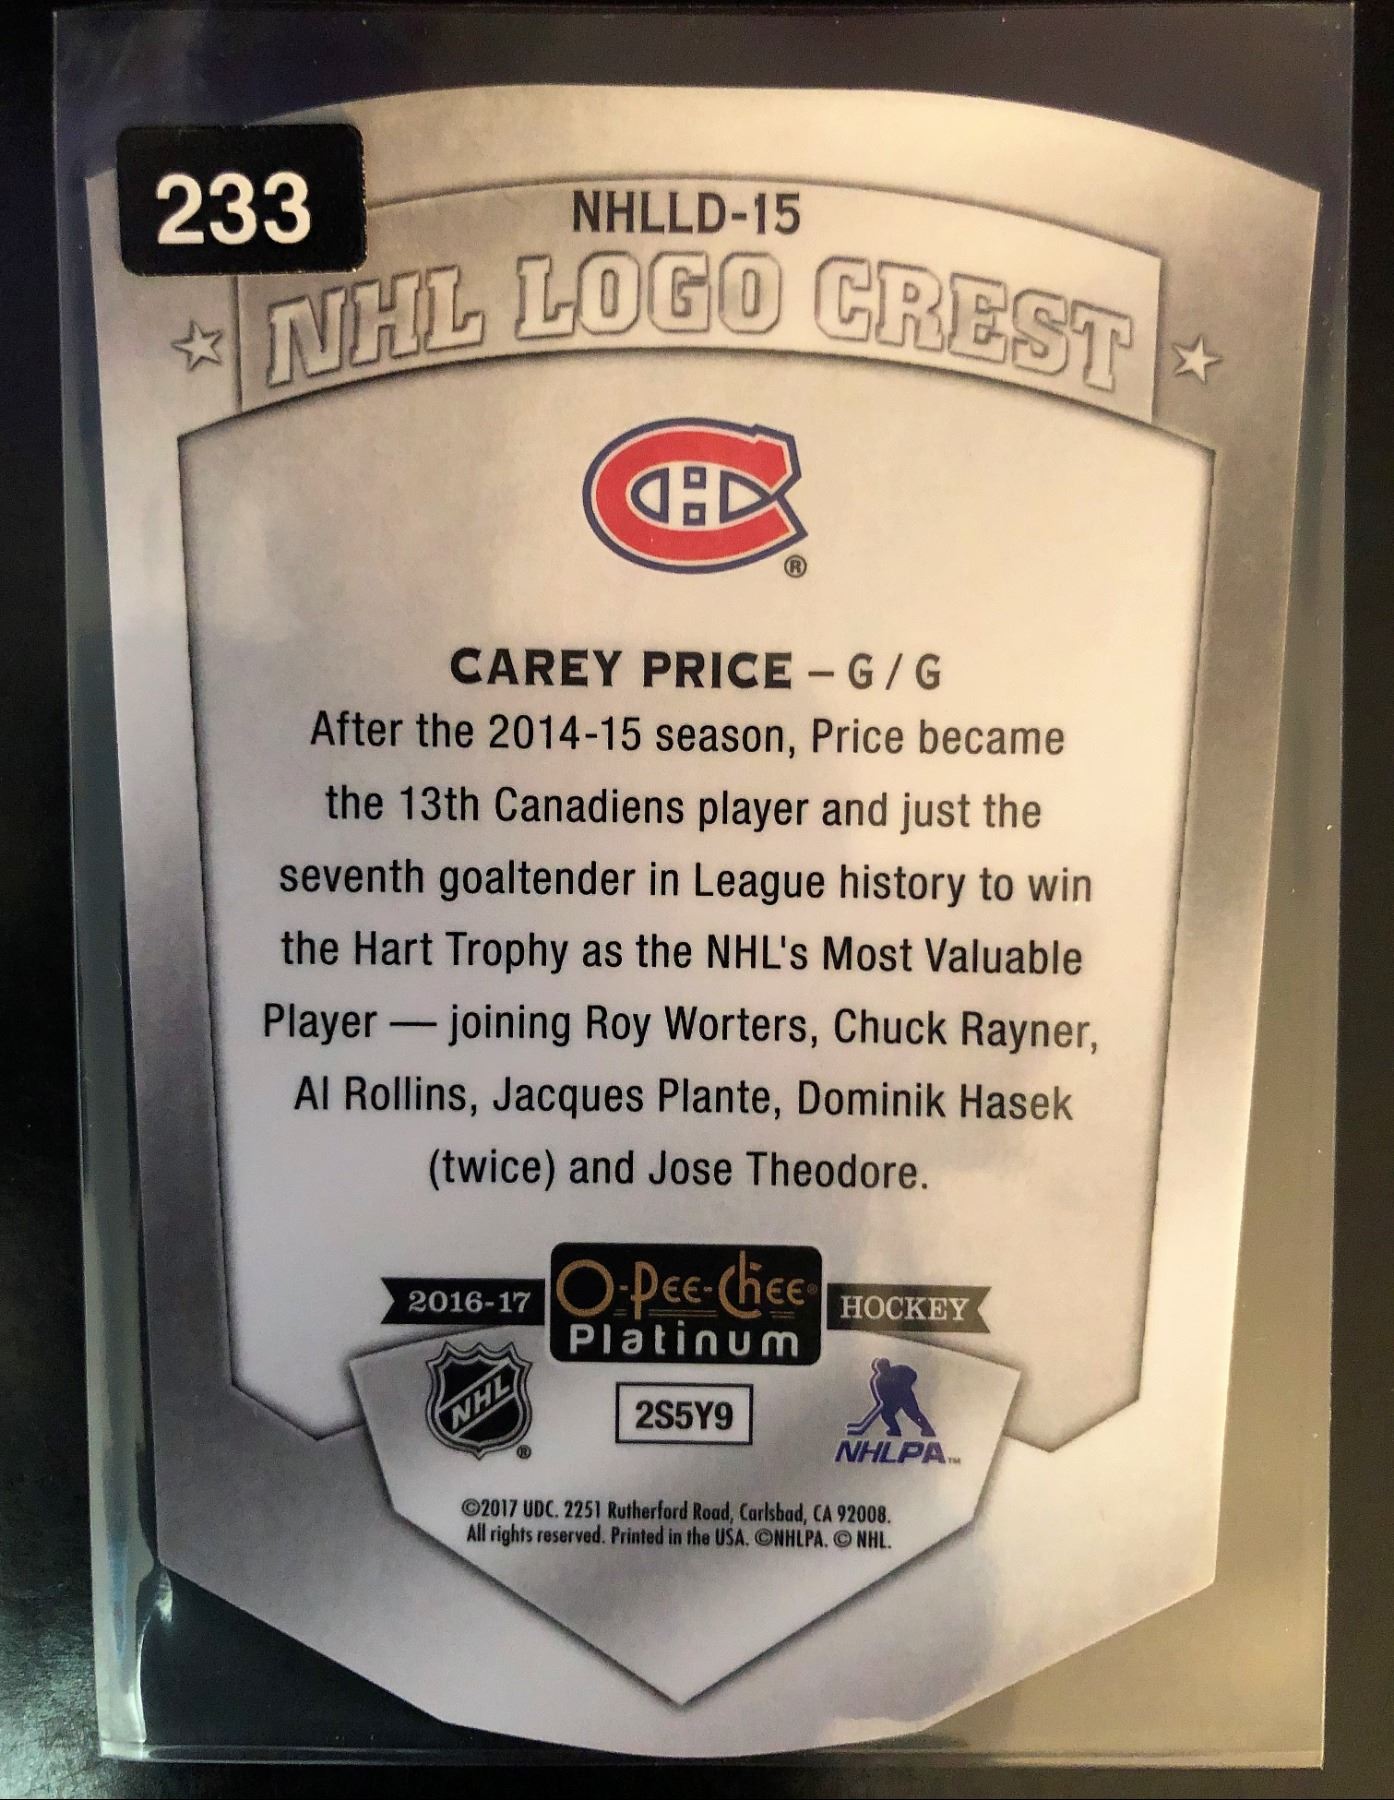 233
NHLLD-15
NHL LOGO CREST
CH
®
CAREY PRICE – G / G
After the 2014-15 season, Price became
the 13th Canadiens player and just the
seventh goaltender in League history to win
the Hart Trophy as the NHL's Most Valuable
Player — joining Roy Worters, Chuck Rayner,
Al Rollins, Jacques Plante, Dominik Hasek
(twice) and Jose Theodore.
2016-17 O-Pee-Chee® HOCKEY
Platinum
NHL ® 2S5Y9 NHLPA™
©2017 UDC. 2251 Rutherford Road, Carlsbad, CA 92008.
All rights reserved. Printed in the USA. ©NHLPA. © NHL.